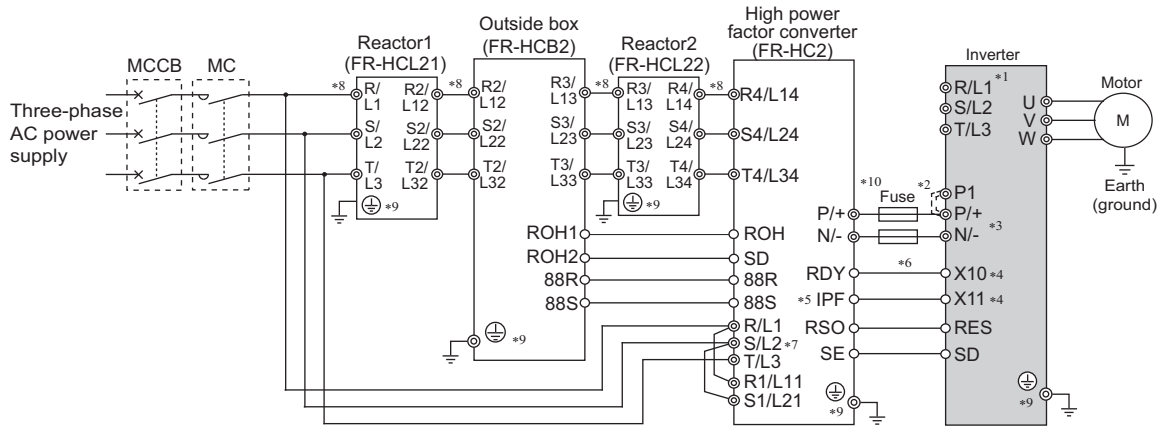 High power
factor converter
(FR-HC2)
Outside box
(FR-HCB2)
Reactor1
(FR-HCL21)
Reactor2
(FR-HCL22)
MCCB
MC
Inverter
Motor
Three-phase
AC power
supply
*8
R/
L1
R2/
L12
*8
R2/
L12
R3/
L13
*8
R3/
L13
R4/
L14
*8
R4/L14
R/L1 *1
S/
L2
S2/
L22
S2/
L22
S3/
L23
S3/
L23
S4/
L24
S4/L24
S/L2
T/L3
U
V
W
M
T/
L3
T2/
L32
T2/
L32
T3/
L33
T3/
L33
T4/
L34
T4/L34
*9
*9
Earth
(ground)
*10
Fuse
*2
P1
P/+
P/+
N/-
N/-
*3
ROH1
ROH
ROH2
SD
88R
88R
88S
88S
RDY
*6
X10 *4
*5 IPF
X11 *4
RSO
RES
SE
SD
*9
R/L1
S/L2 *7
T/L3
R1/L11
S1/L21
*9
*9